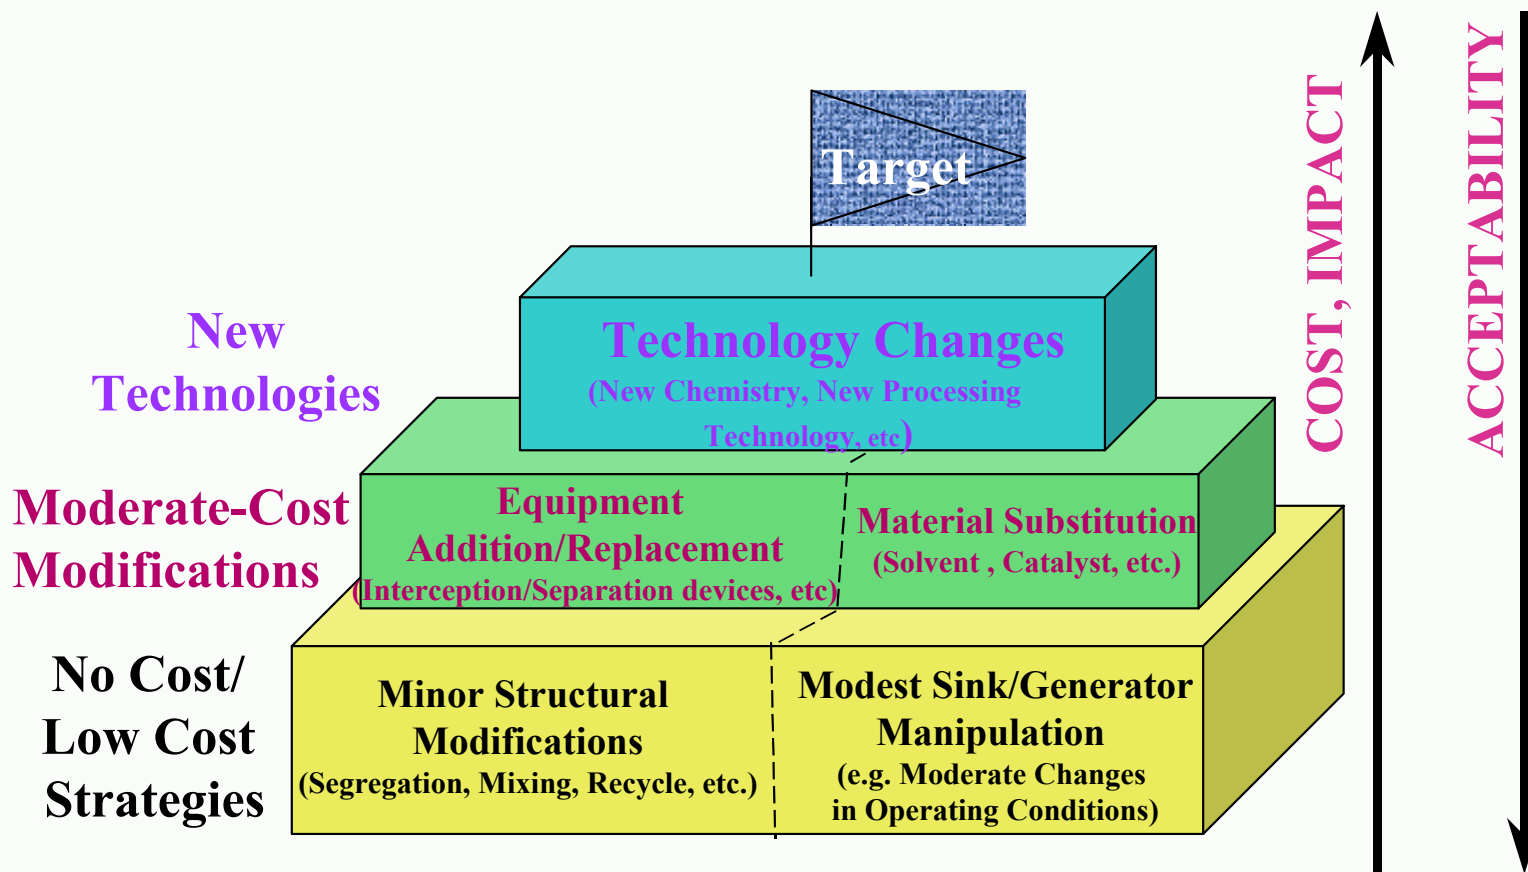 Target
New
Technologies
Technology Changes
(New Chemistry, New Processing
Technology, etc)
Moderate-Cost
Modifications
Equipment
Addition/Replacement
(Interception/Separation devices, etc)
Material Substitution
(Solvent , Catalyst, etc.)
No Cost/
Low Cost
Strategies
Minor Structural
Modifications
(Segregation, Mixing, Recycle, etc.)
Modest Sink/Generator
Manipulation
(e.g. Moderate Changes
in Operating Conditions)
COST, IMPACT
ACCEPTABILITY